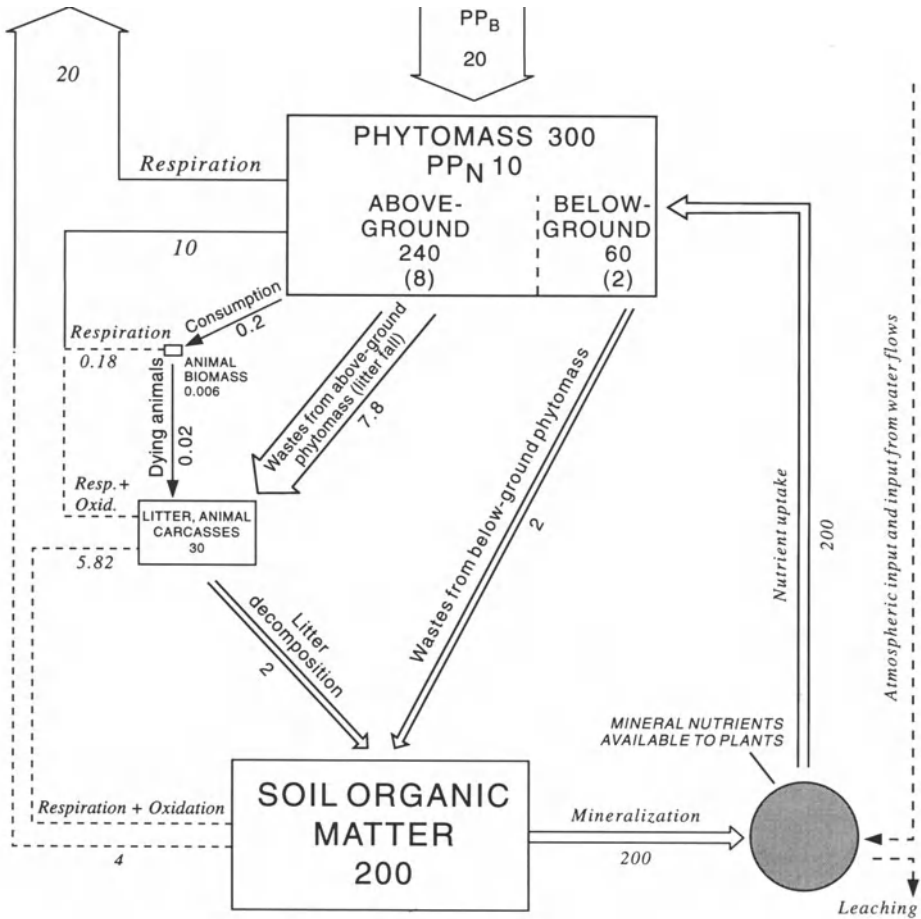 PP_B
20
20
PHYTOMASS 300
PP_N 10
Respiration
ABOVE-
GROUND
240
(8)
BELOW-
GROUND
60
(2)
10
Consumption
0.2
Respiration
0.18
ANIMAL
BIOMASS
0.006
Dying animals
0.02
Wastes from above-ground
phytomass (litter fall)
7.8
Wastes from below-ground phytomass
2
Resp.+
Oxid.
LITTER, ANIMAL
CARCASSES
30
5.82
Litter
decomposition
2
Nutrient uptake
200
Atmospheric input and input from water flows
MINERAL NUTRIENTS
AVAILABLE TO PLANTS
SOIL ORGANIC
MATTER
200
Respiration + Oxidation
4
Mineralization
200
Leaching